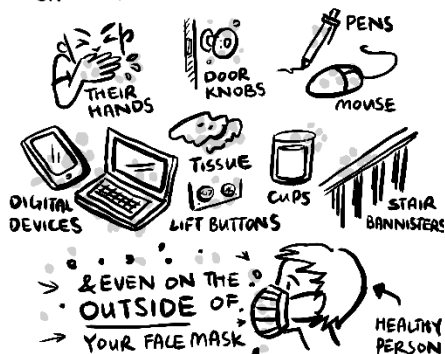 THEIR
HANDS
DOOR
KNOBS
PENS
MOUSE
DIGITAL
DEVICES
TISSUE
LIFT BUTTONS
CUPS
STAIR
BANNISTERS
& EVEN ON THE
OUTSIDE OF
YOUR FACE MASK
HEALTHY
PERSON